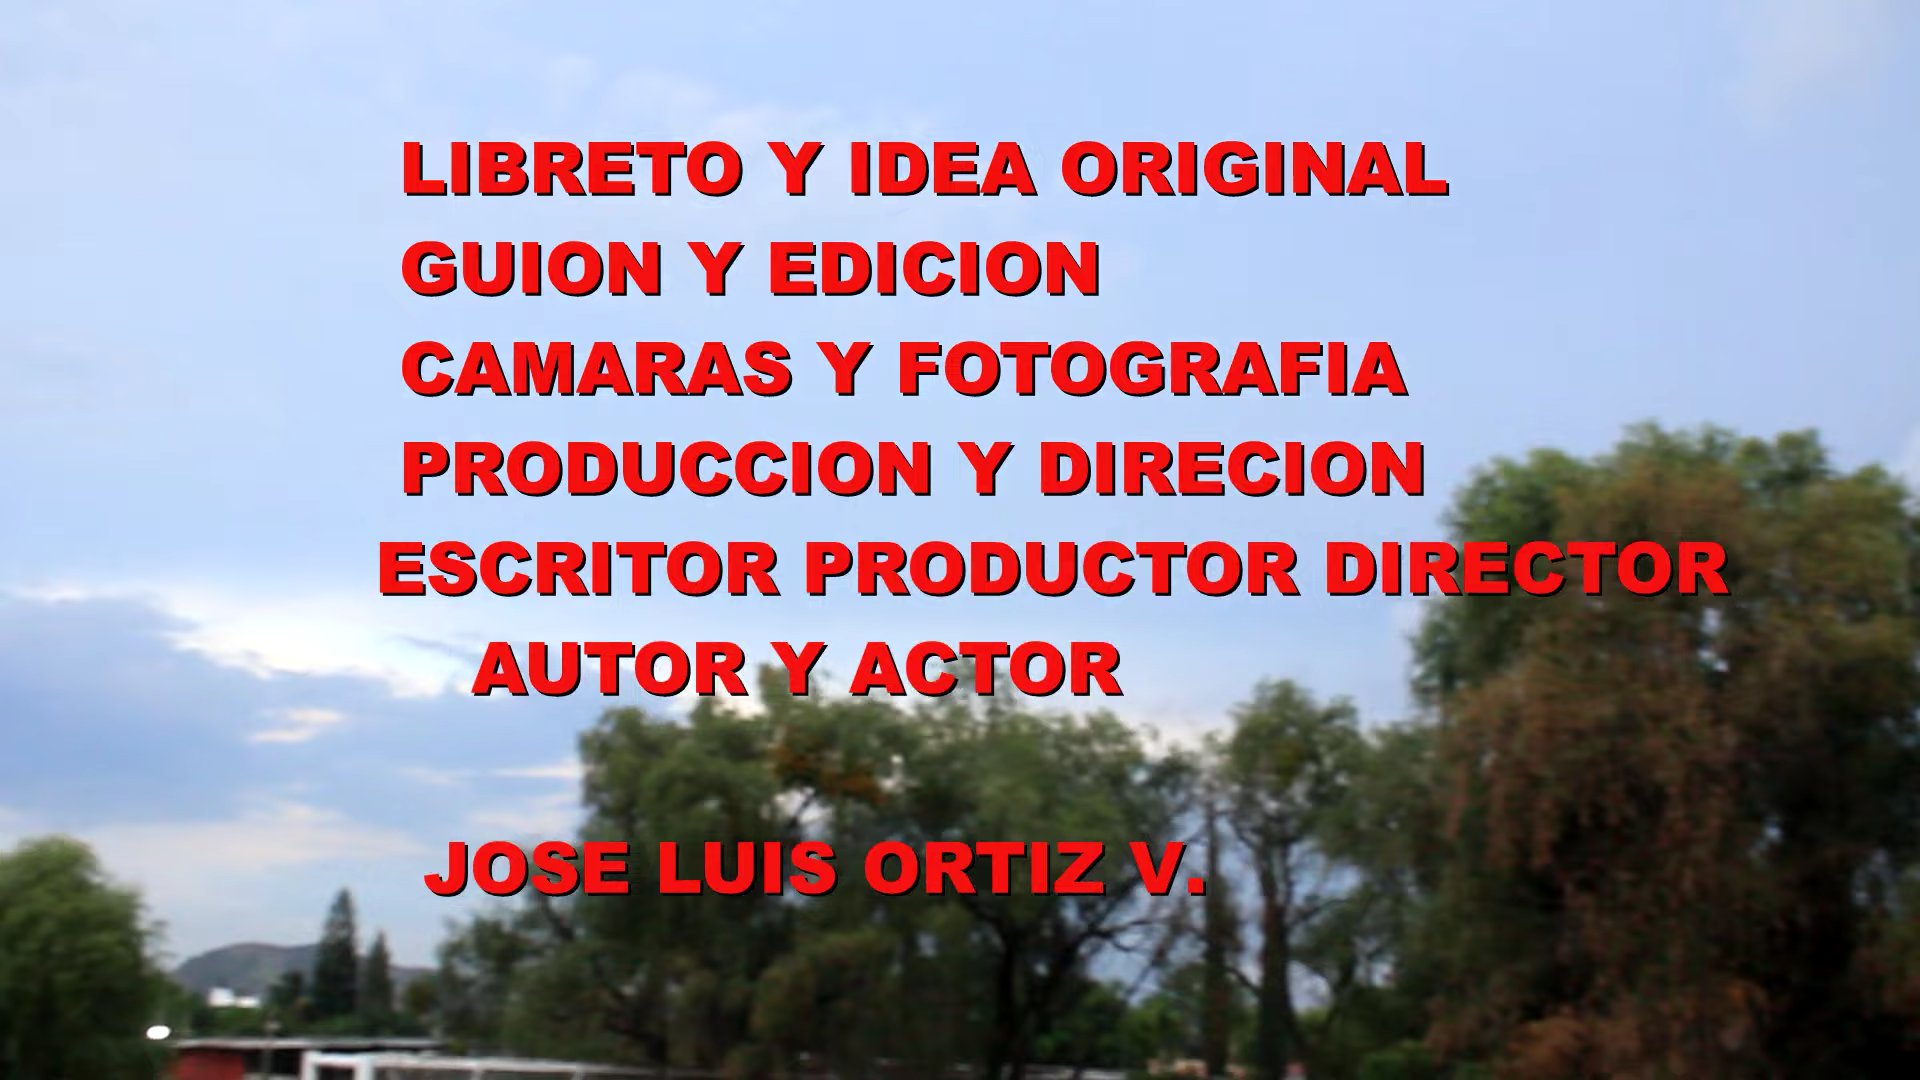 LIBRETO Y IDEA ORIGINAL
GUION Y EDICION
CAMARAS Y FOTOGRAFIA
PRODUCCION Y DIRECION
ESCRITOR PRODUCTOR DIRECTOR
AUTOR Y ACTOR
JOSE LUIS ORTIZ V.